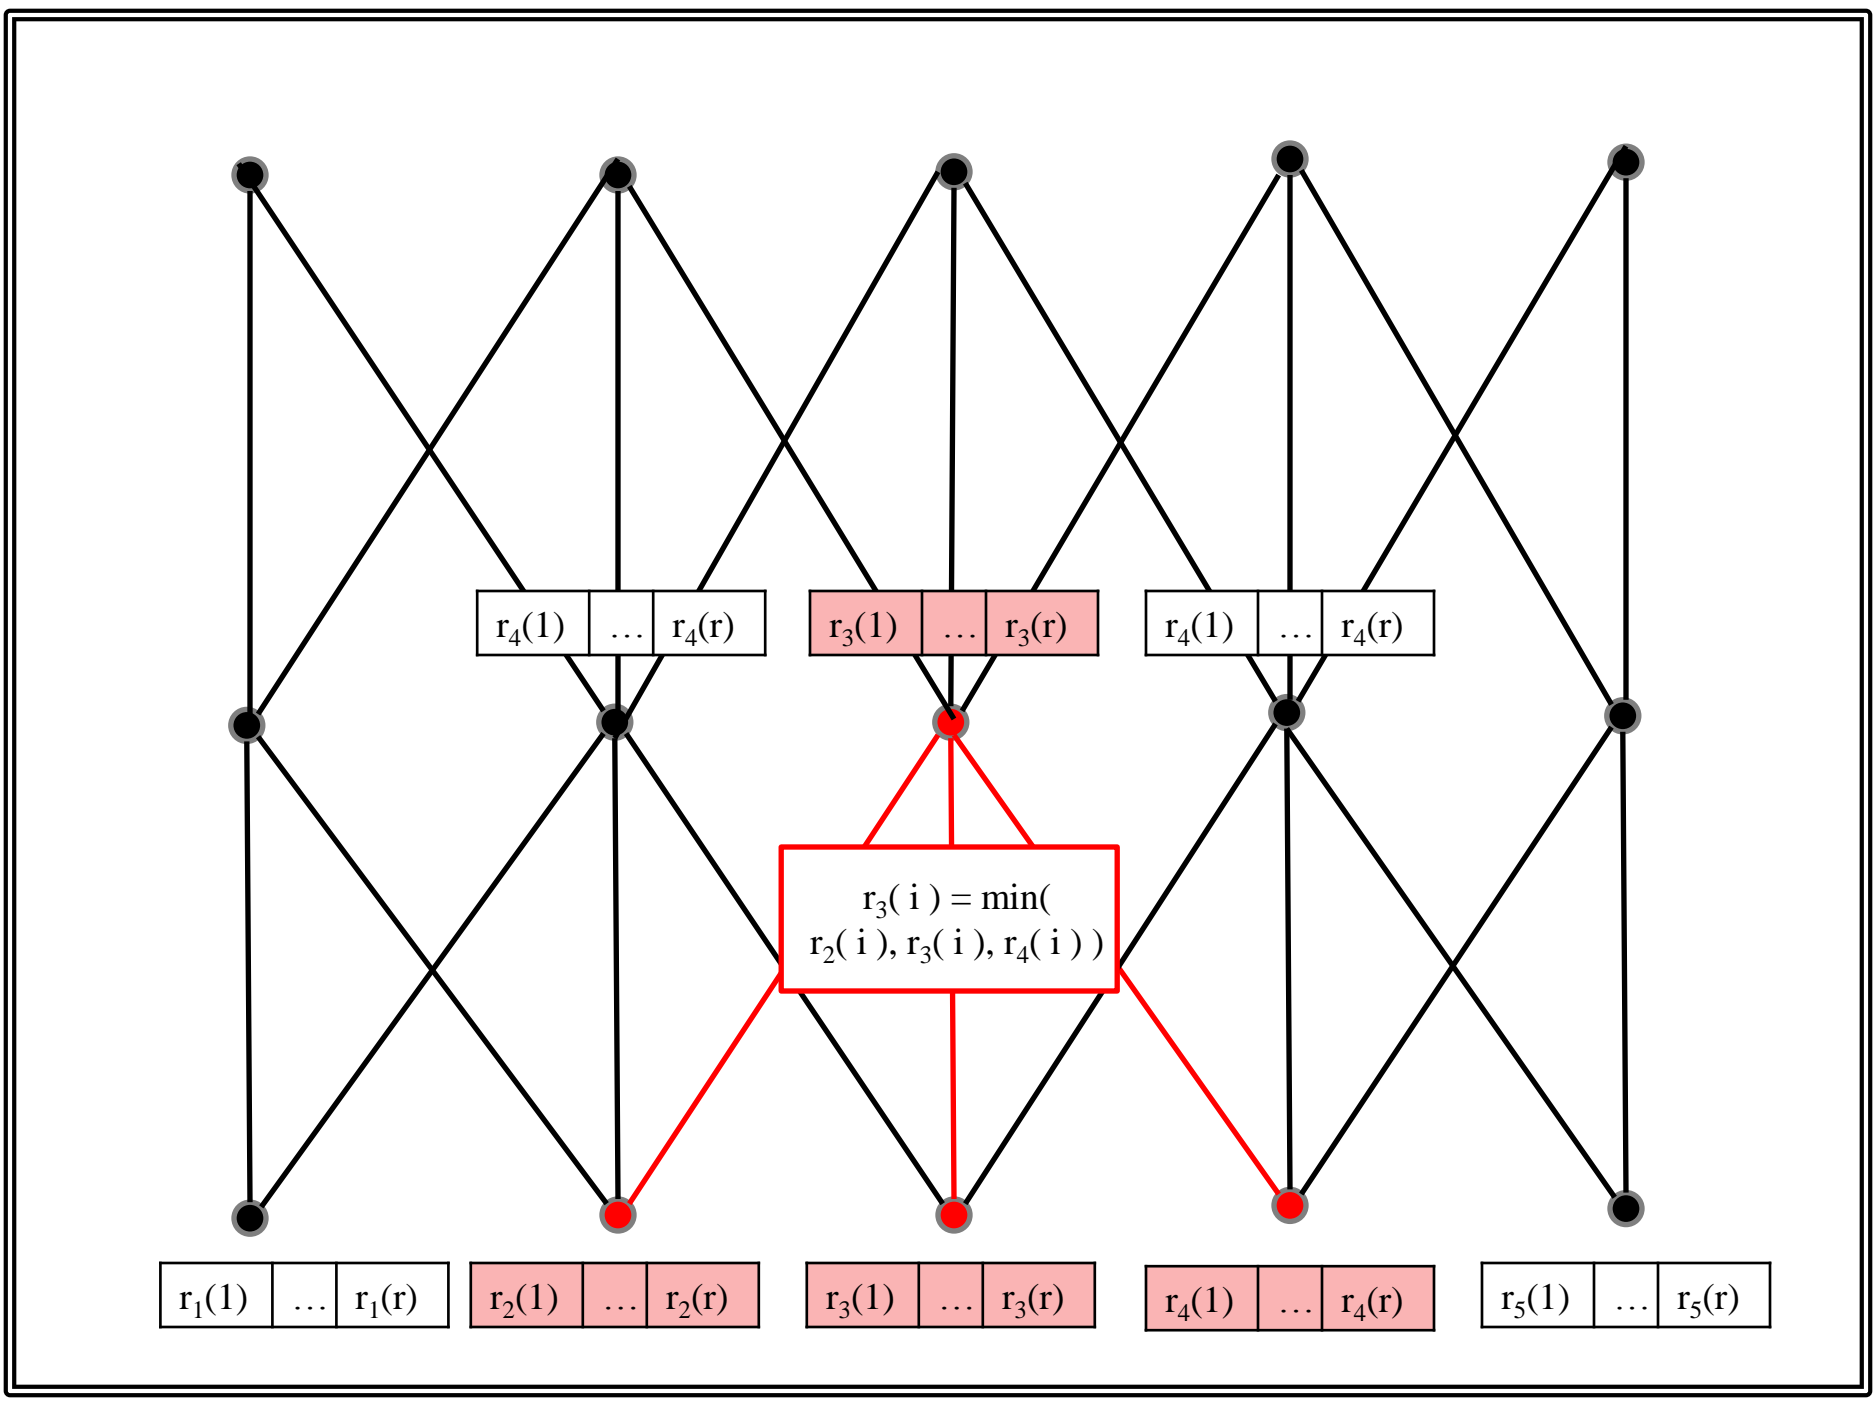 r₄(1) … r₄(r) r₃(1) … r₃(r) r₄(1) … r₄(r)
r₃( i ) = min(
r₂( i ), r₃( i ), r₄( i ) )
r₁(1) … r₁(r) r₂(1) … r₂(r) r₃(1) … r₃(r) r₄(1) … r₄(r) r₅(1) … r₅(r)